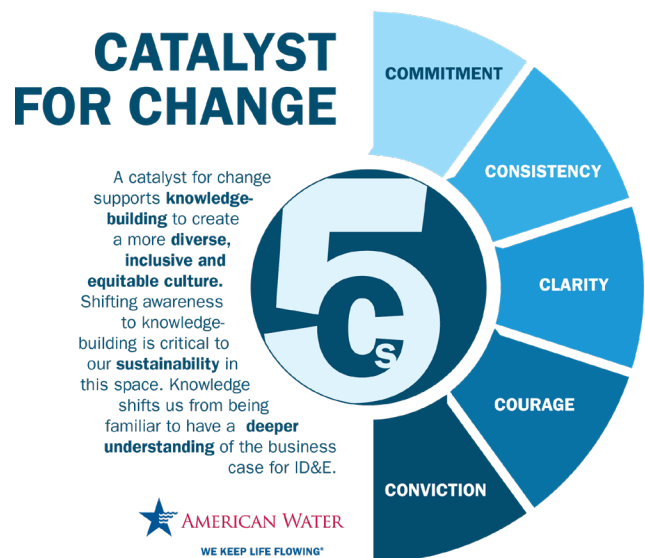 CATALYST
FOR CHANGE
A catalyst for change
supports knowledge-
building to create
a more diverse,
inclusive and
equitable culture.
Shifting awareness
to knowledge-
building is critical to
our sustainability in
this space. Knowledge
shifts us from being
familiar to have a deeper
understanding of the business
case for ID&E.
5
Cs
COMMITMENT
CONSISTENCY
CLARITY
COURAGE
CONVICTION
AMERICAN WATER
WE KEEP LIFE FLOWING®